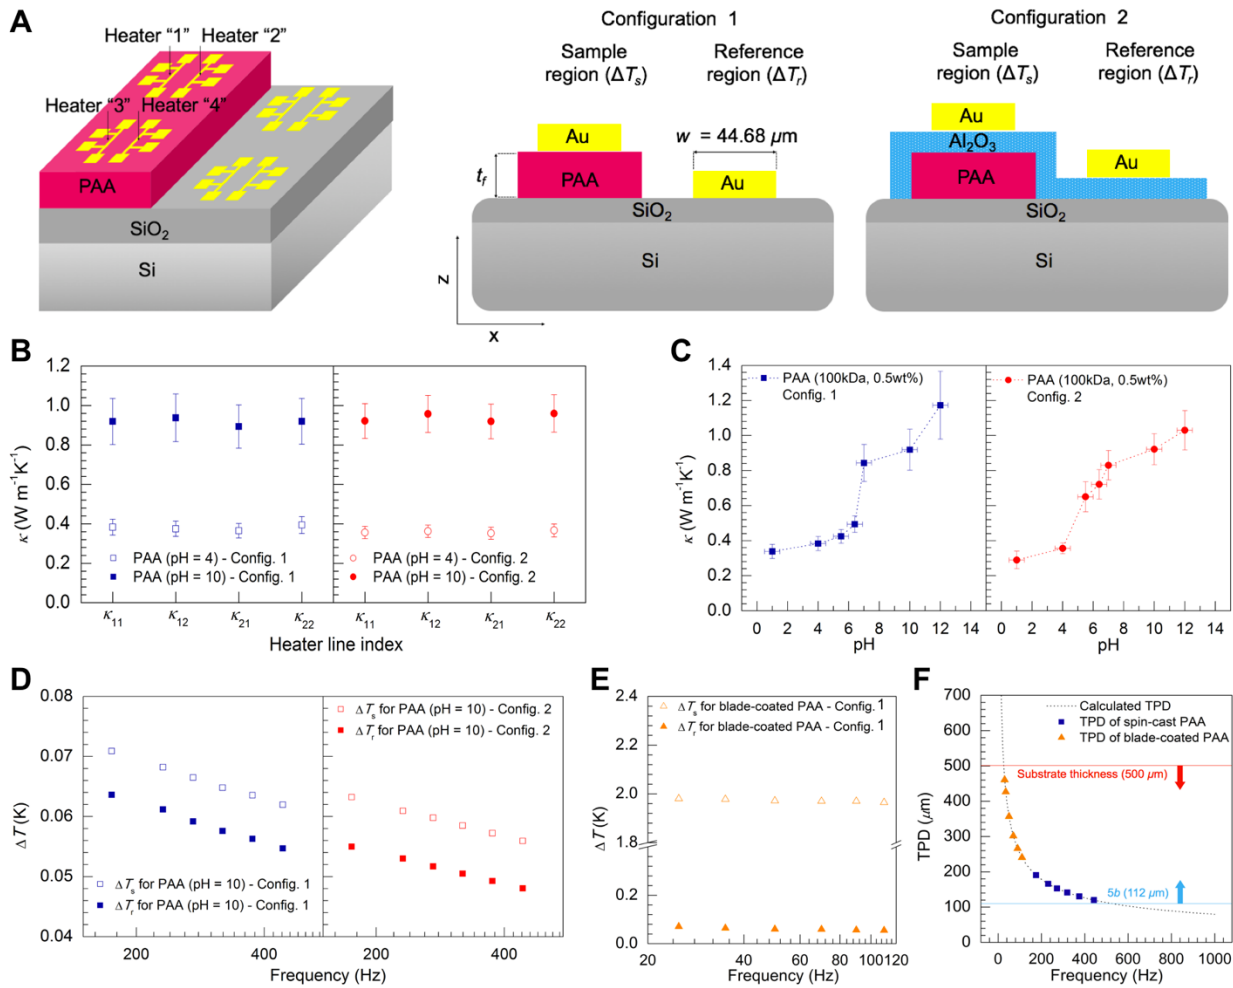 A
Heater “1”
Heater “2”
Heater “3”
Heater “4”
PAA
SiO₂
Si
Configuration 1
Sample
region (ΔTₛ)
Reference
region (ΔTᵣ)
Au
w = 44.68 μm
t_f
PAA
Au
SiO₂
Si
z
x
Configuration 2
Sample
region (ΔTₛ)
Reference
region (ΔTᵣ)
Au
Al₂O₃
Au
PAA
SiO₂
Si
B
κ (W m⁻¹K⁻¹)
1.2
1.0
0.8
0.6
0.4
0.2
0.0
PAA (pH = 4) - Config. 1
PAA (pH = 10) - Config. 1
PAA (pH = 4) - Config. 2
PAA (pH = 10) - Config. 2
κ₁₁ κ₁₂ κ₂₁ κ₂₂ κ₁₁ κ₁₂ κ₂₁ κ₂₂
Heater line index
C
κ (W m⁻¹K⁻¹)
1.4
1.2
1.0
0.8
0.6
0.4
0.2
0.0
PAA (100kDa, 0.5wt%)
Config. 1
PAA (100kDa, 0.5wt%)
Config. 2
0 2 4 6 8 10 12 14 0 2 4 6 8 10 12 14
pH
pH
D
ΔT (K)
0.08
0.07
0.06
0.05
0.04
ΔTₛ for PAA (pH = 10) - Config. 2
ΔTᵣ for PAA (pH = 10) - Config. 2
ΔTₛ for PAA (pH = 10) - Config. 1
ΔTᵣ for PAA (pH = 10) - Config. 1
200 400 200 400
Frequency (Hz)
Frequency (Hz)
E
ΔT (K)
2.4
2.2
2.0
1.8
0.2
0.0
ΔTₛ for blade-coated PAA - Config. 1
ΔTᵣ for blade-coated PAA - Config. 1
20 40 60 80 100120
Frequency (Hz)
F
TPD (μm)
700
600
500
400
300
200
100
0
Calculated TPD
TPD of spin-cast PAA
TPD of blade-coated PAA
Substrate thickness (500 μm)
5b (112 μm)
0 200 400 600 800 1000
Frequency (Hz)